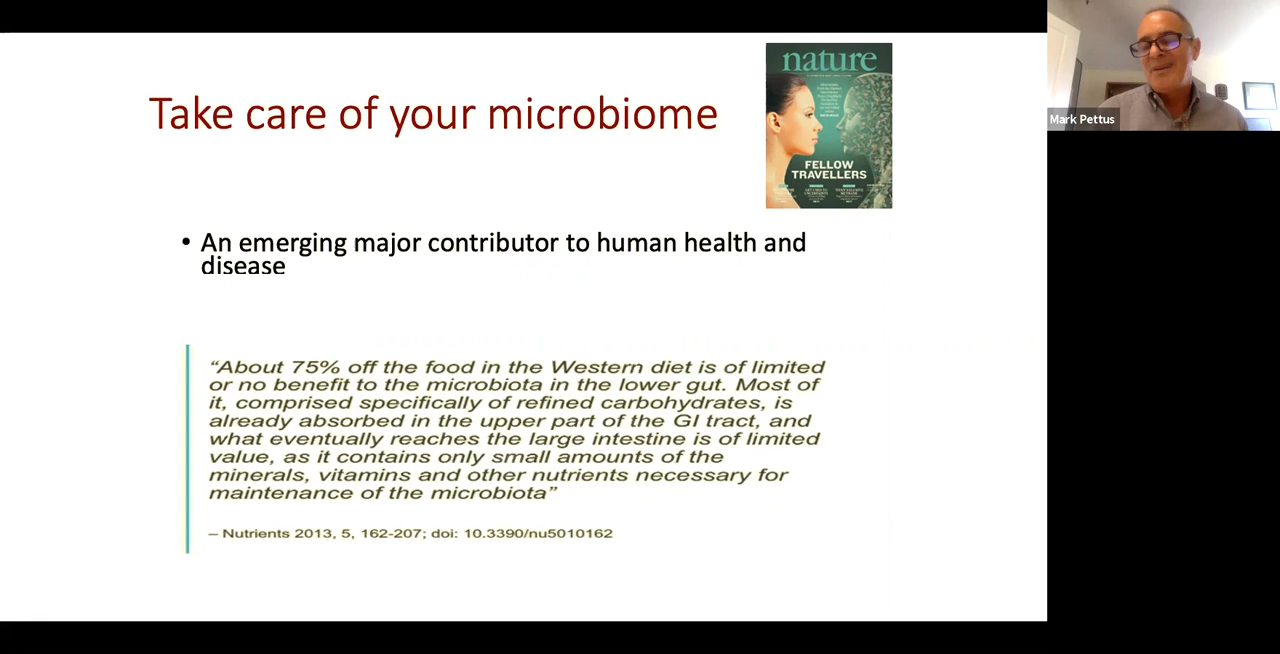 nature
Take care of your microbiome
Mark Pettus
FELLOW
TRAVELLERS
• An emerging major contributor to human health and
disease
“About 75% off the food in the Western diet is of limited
or no benefit to the microbiota in the lower gut. Most of
it, comprised specifically of refined carbohydrates, is
already absorbed in the upper part of the GI tract, and
what eventually reaches the large intestine is of limited
value, as it contains only small amounts of the
minerals, vitamins and other nutrients necessary for
maintenance of the microbiota”
– Nutrients 2013, 5, 162-207; doi: 10.3390/nu5010162